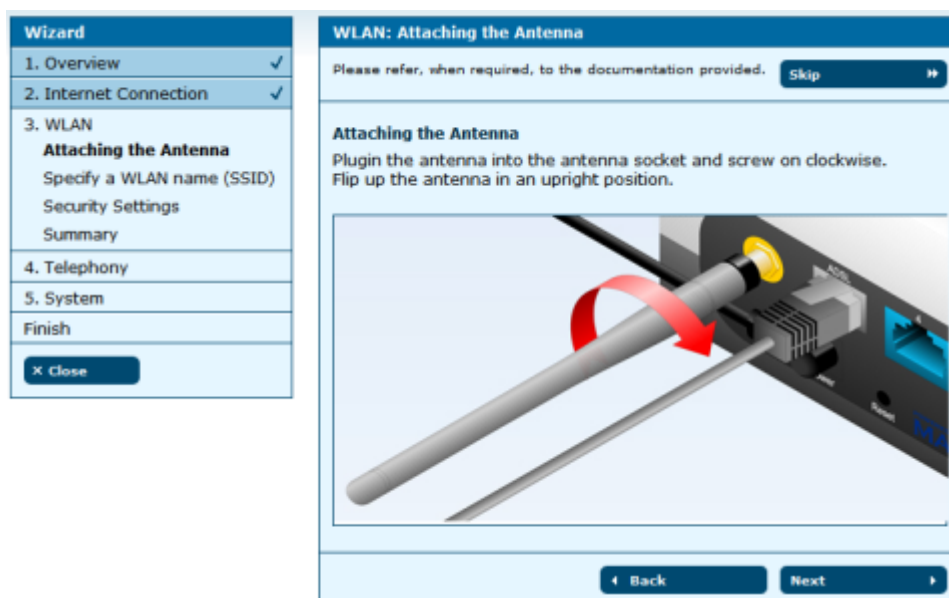 Wizard
1. Overview
2. Internet Connection
3. WLAN
Attaching the Antenna
Specify a WLAN name (SSID)
Security Settings
Summary
4. Telephony
5. System
Finish
× Close
WLAN: Attaching the Antenna
Please refer, when required, to the documentation provided.
Skip
Attaching the Antenna
Plugin the antenna into the antenna socket and screw on clockwise.
Flip up the antenna in an upright position.
ADSL
4
Reset
MA
Back
Next